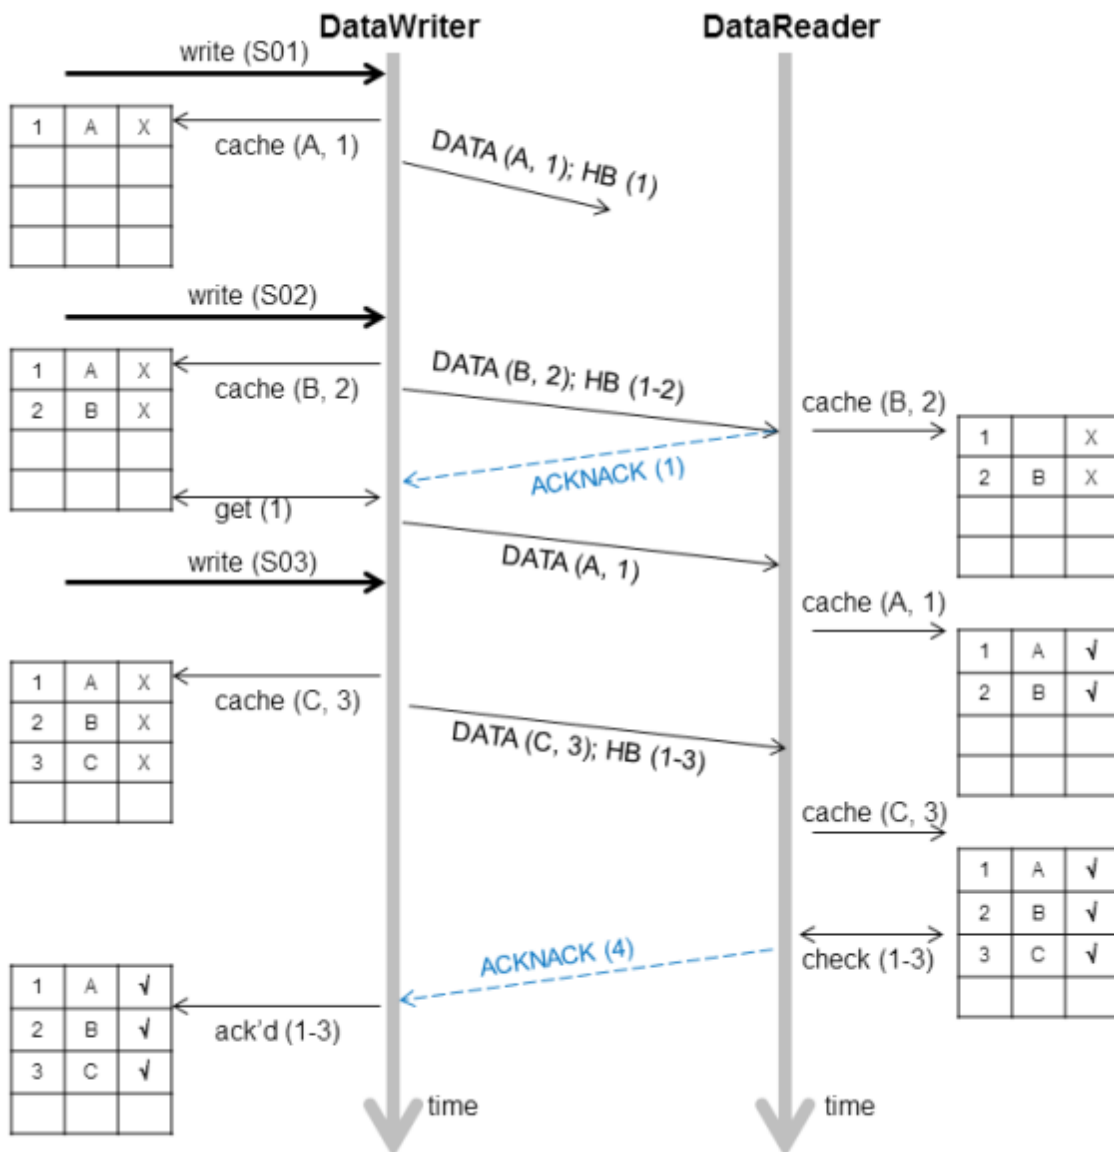 DataWriter DataReader
write (S01)
1 A X
cache (A, 1)
DATA (A, 1); HB (1)
write (S02)
1 A X
2 B X
cache (B, 2)
DATA (B, 2); HB (1-2)
cache (B, 2)
1 X
2 B X
ACKNACK (1)
get (1)
DATA (A, 1)
write (S03)
cache (A, 1)
1 A √
2 B √
1 A X
2 B X
3 C X
cache (C, 3)
DATA (C, 3); HB (1-3)
cache (C, 3)
1 A √
2 B √
3 C √
check (1-3)
ACKNACK (4)
1 A √
2 B √
3 C √
ack'd (1-3)
time time